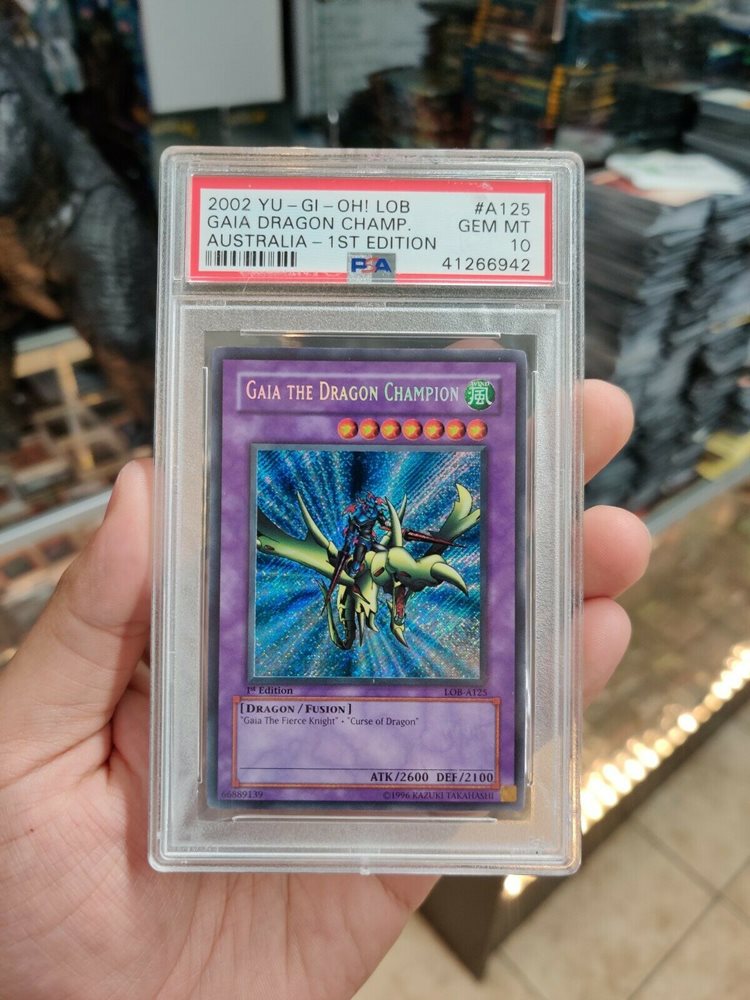 2002 YU-GI-OH! LOB #A125
GAIA DRAGON CHAMP. GEM MT
AUSTRALIA-1ST EDITION 10
PSA 41266942
GAIA THE DRAGON CHAMPION
WIND
風
1st Edition LOB-A125
[DRAGON/FUSION]
"Gaia The Fierce Knight" · "Curse of Dragon"
ATK/2600 DEF/2100
66889139 ©1996 KAZUKI TAKAHASHI